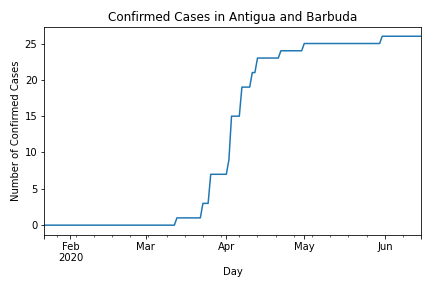 Confirmed Cases in Antigua and Barbuda
Number of Confirmed Cases
25
20
15
10
5
0
Feb Mar Apr May Jun
2020
Day